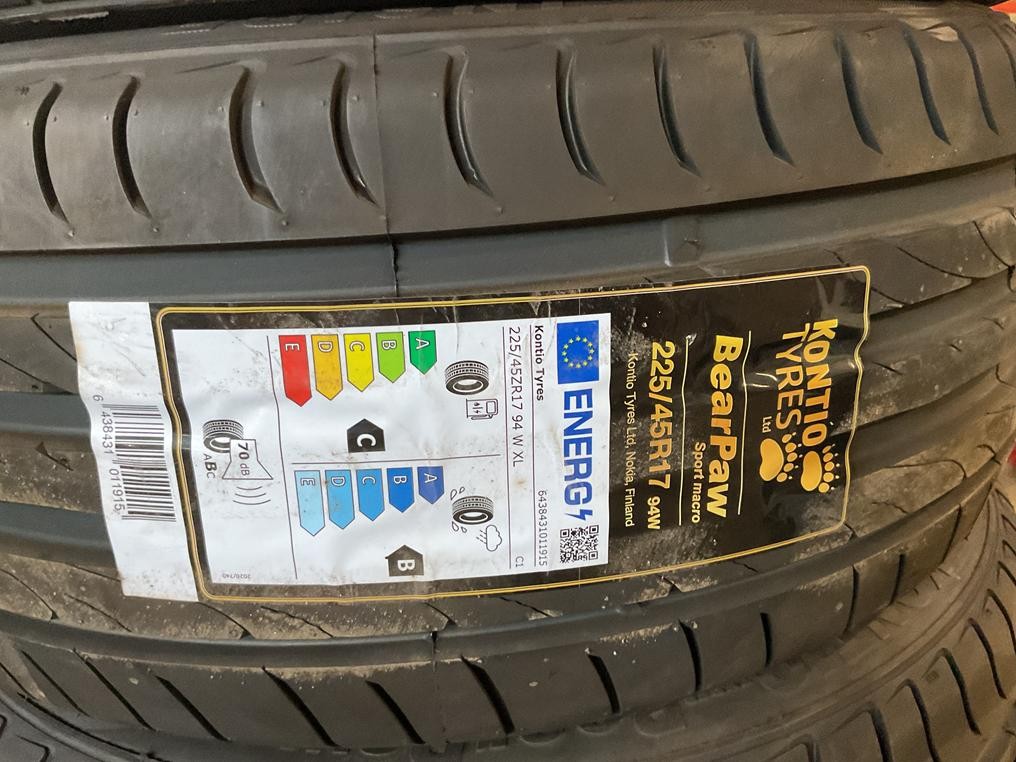 KONTIO
TYRES
Ltd
BearPaw
Sport macro
225/45R17 94W
Kontio Tyres Ltd, Nokia, Finland
ENERG
Kontio Tyres
6438431011915
225/45ZR17 94 W XL
C1
A
B
C
D
E
C
A
B
C
D
E
B
70 dB
ABC
2020/740
6 438431 011915